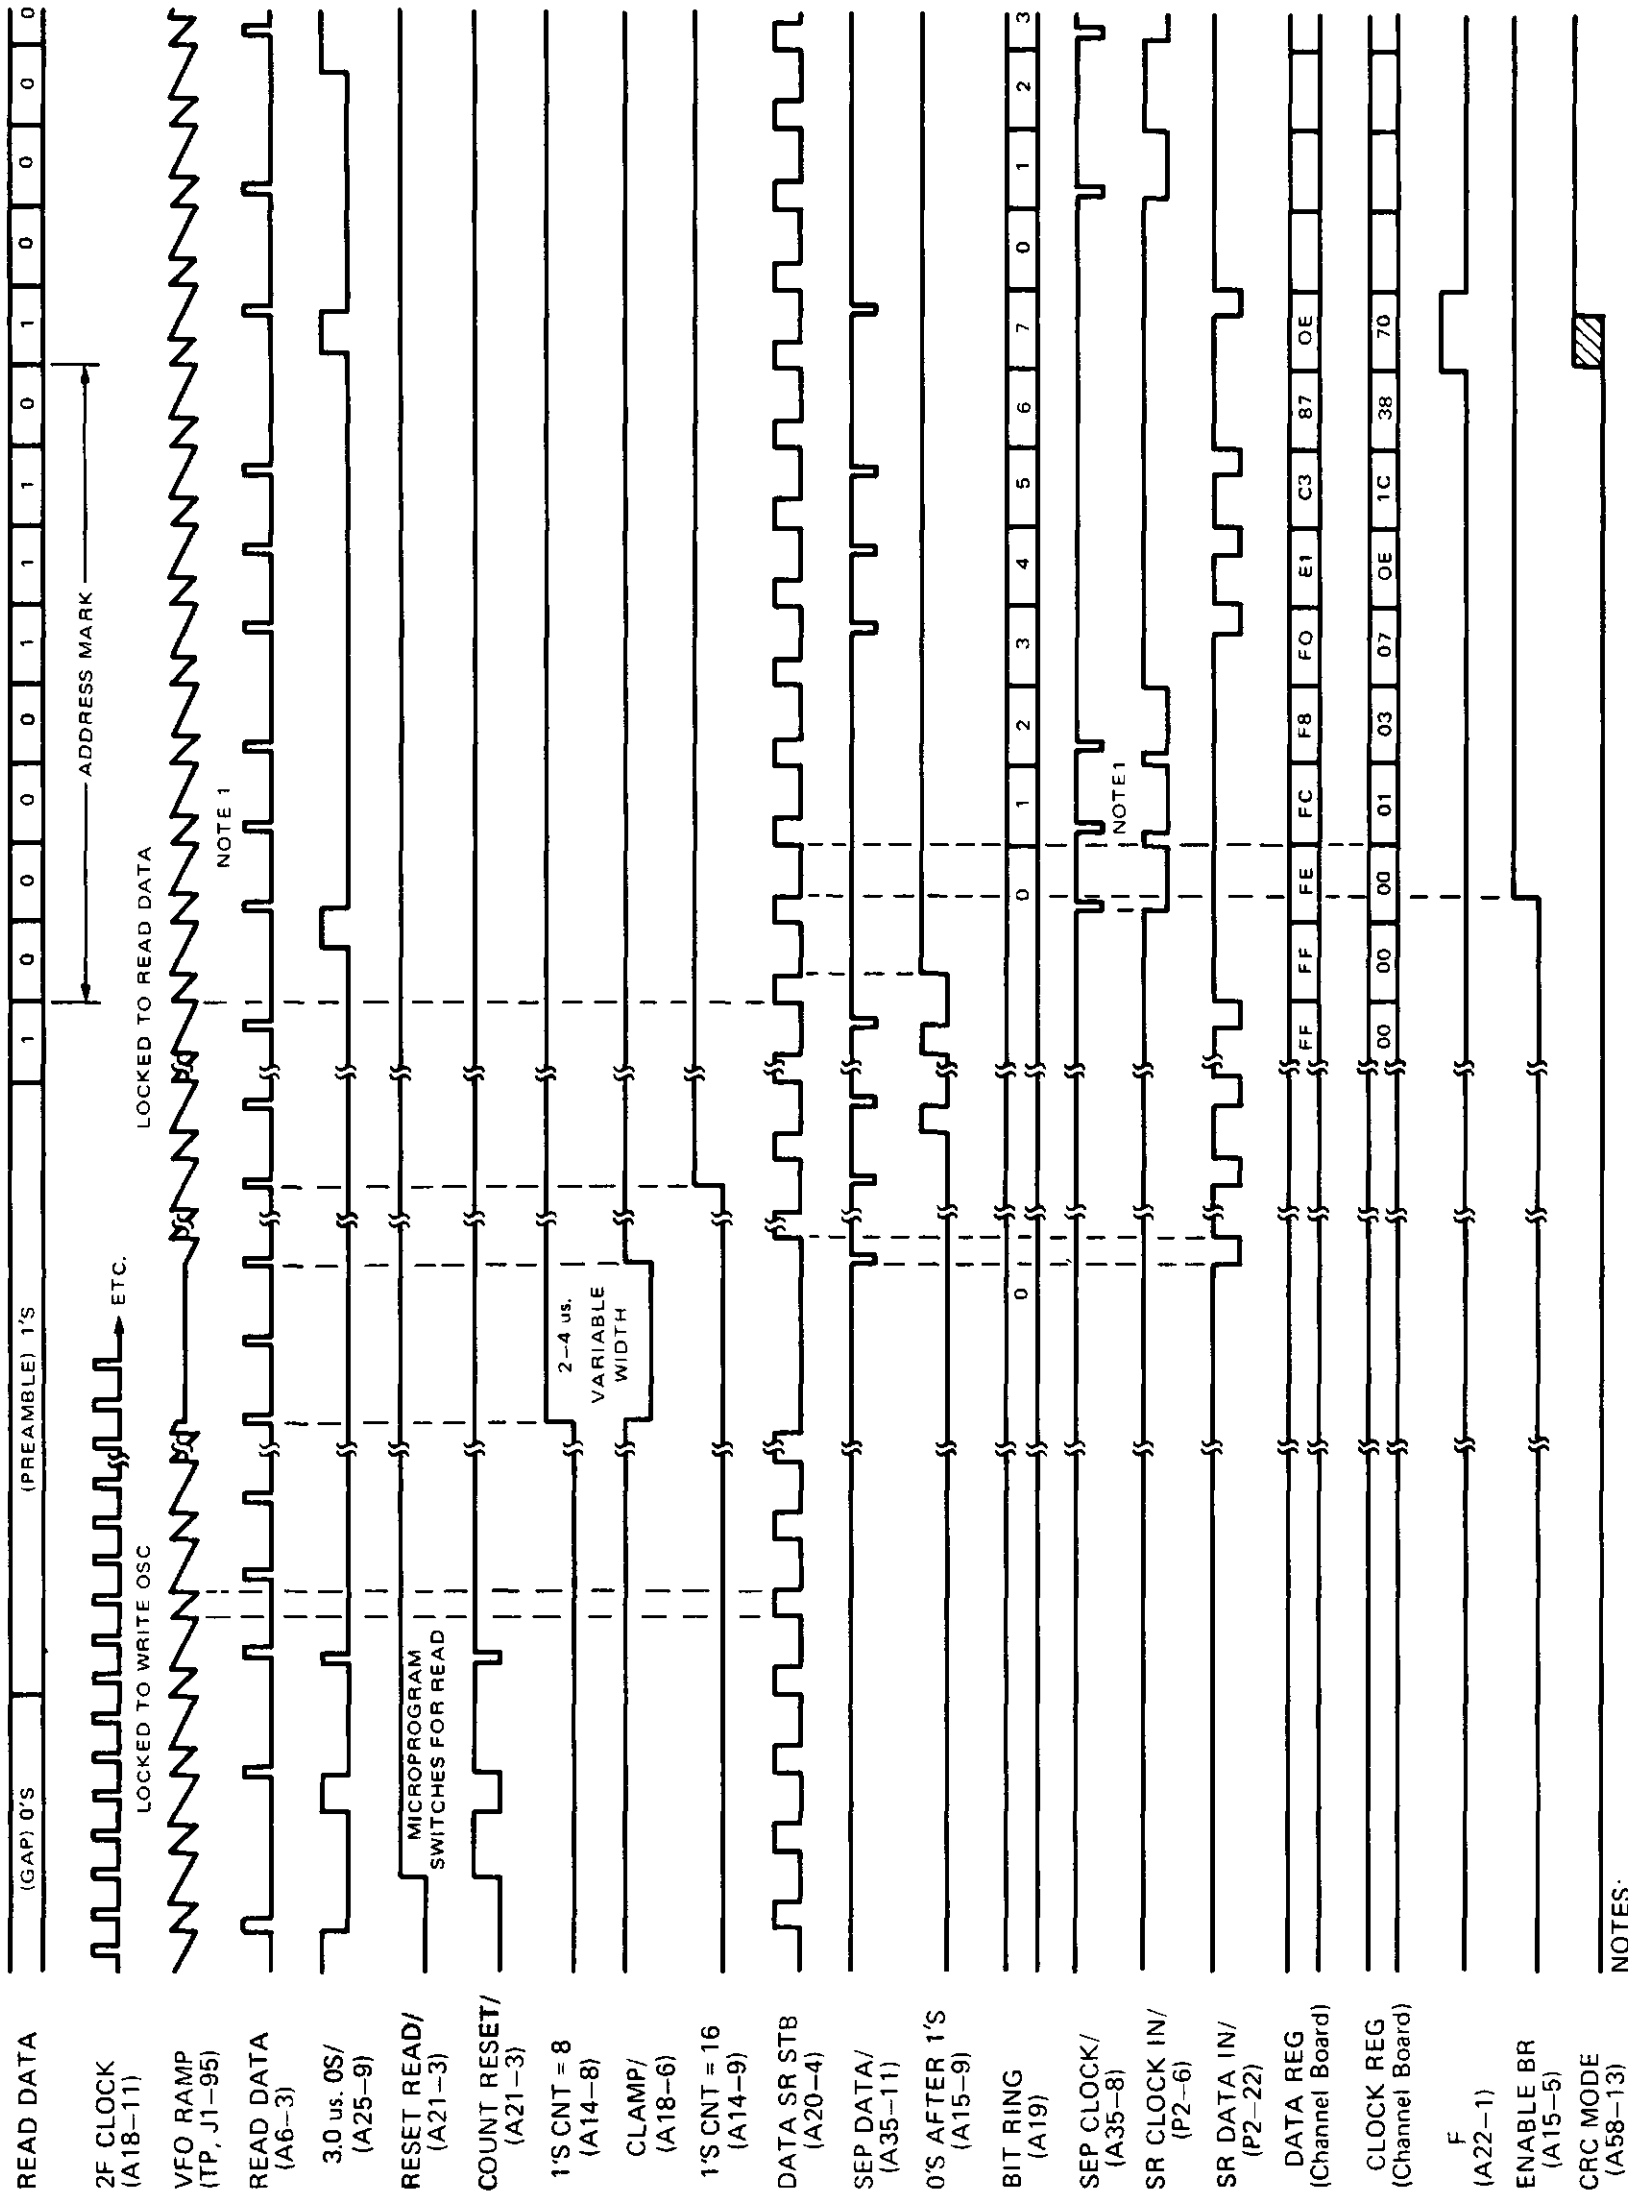 READ DATA
(GAP) 0'S (PREAMBLE) 1'S 1 0 0 0 0 1 1 1 0 1 0 0 0 0
ADDRESS MARK
2F CLOCK
(A18-11)
ETC.
LOCKED TO WRITE OSC
LOCKED TO READ DATA
VFO RAMP
(TP, J1-95)
NOTE 1
READ DATA
(A6-3)
3.0 us. 0S/
(A25-9)
RESET READ/
(A21-3)
MICROPROGRAM
SWITCHES FOR READ
COUNT RESET/
(A21-3)
1'S CNT = 8
(A14-8)
2-4 us.
VARIABLE
WIDTH
CLAMP/
(A18-6)
1'S CNT = 16
(A14-9)
DATA SR STB
(A20-4)
SEP DATA/
(A35-11)
0'S AFTER 1'S
(A15-9)
BIT RING
(A19)
0 0 1 2 3 4 5 6 7 0 1 2 3
SEP CLOCK/
(A35-8)
NOTE1
SR CLOCK IN/
(P2-6)
SR DATA IN/
(P2-22)
DATA REG
(Channel Board)
FF FF FE FC F8 F0 E1 C3 87 0E
CLOCK REG
(Channel Board)
00 00 00 01 03 07 0E 1C 38 70
F
(A22-1)
ENABLE BR
(A15-5)
CRC MODE
(A58-13)
NOTES: